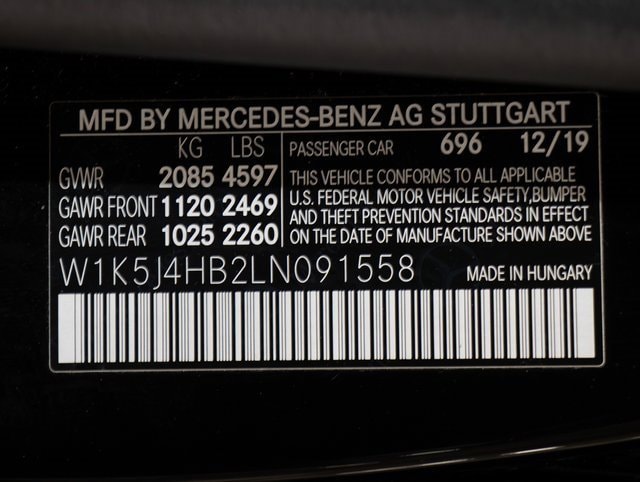 MFD BY MERCEDES-BENZ AG STUTTGART
KG LBS
GVWR 2085 4597
GAWR FRONT 1120 2469
GAWR REAR 1025 2260
PASSENGER CAR 696 12/19
THIS VEHICLE CONFORMS TO ALL APPLICABLE
U.S. FEDERAL MOTOR VEHICLE SAFETY,BUMPER
AND THEFT PREVENTION STANDARDS IN EFFECT
ON THE DATE OF MANUFACTURE SHOWN ABOVE
W1K5J4HB2LN091558 MADE IN HUNGARY